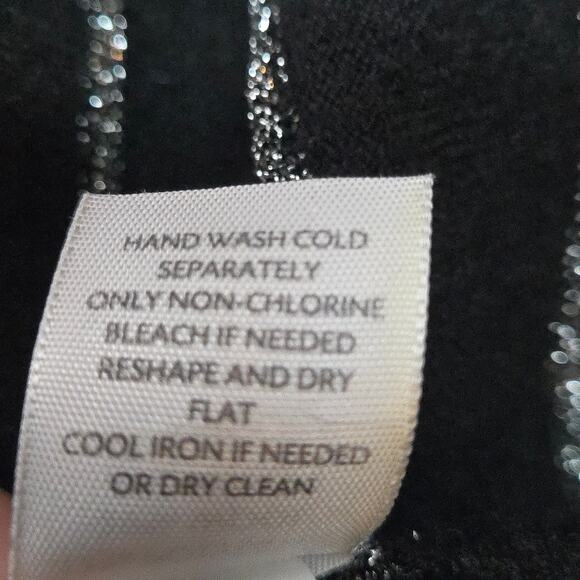 HAND WASH COLD
SEPARATELY
ONLY NON-CHLORINE
BLEACH IF NEEDED
RESHAPE AND DRY
FLAT
COOL IRON IF NEEDED
OR DRY CLEAN